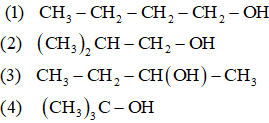 (1) CH₃ – CH₂ – CH₂ – CH₂ – OH
(2) (CH₃)₂ CH – CH₂ – OH
(3) CH₃ – CH₂ – CH(OH) – CH₃
(4) (CH₃)₃ C – OH